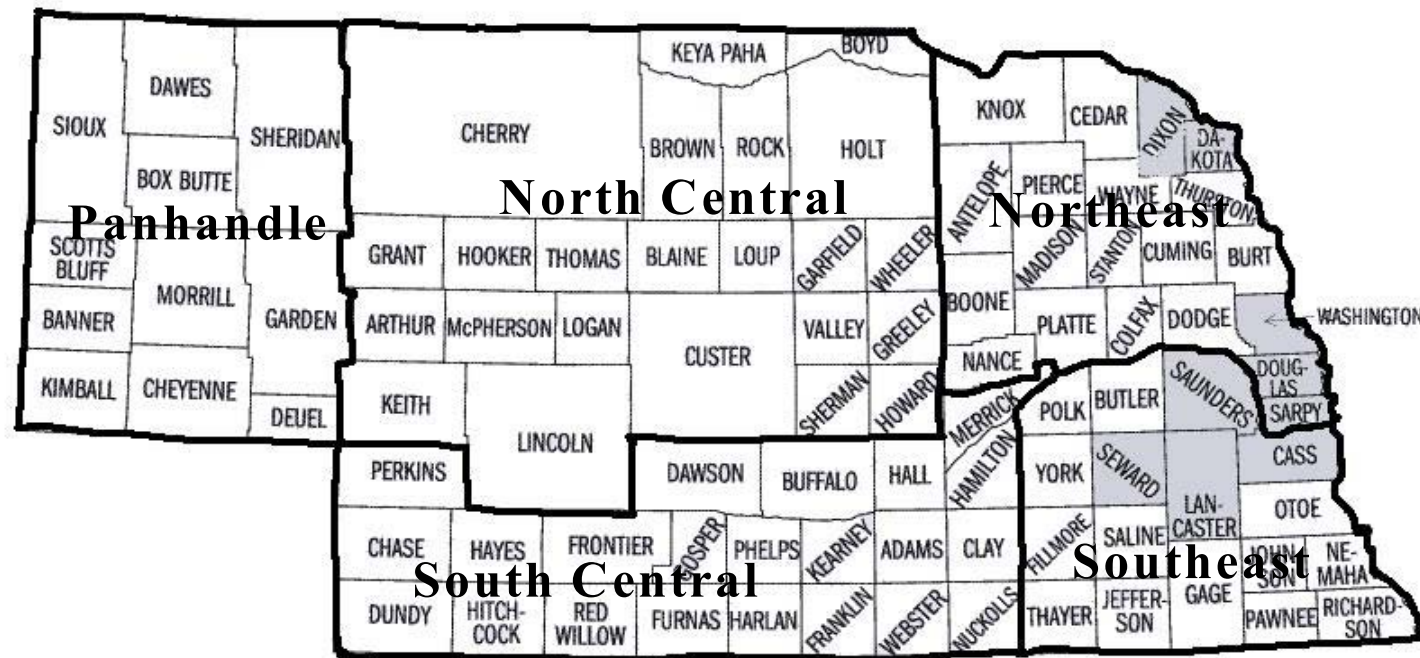 KEYA PAHA
BOYD
DAWES
SIOUX
SHERIDAN
CHERRY
BROWN
ROCK
HOLT
KNOX
CEDAR
DIXON
DA-
KOTA
BOX BUTTE
Panhandle
North Central
Northeast
ANTELOPE
PIERCE
WAYNE
THURSTON
SCOTTS
BLUFF
MORRILL
GARDEN
GRANT
HOOKER
THOMAS
BLAINE
LOUP
GARFIELD
WHEELER
MADISON
STANTON
CUMING
BURT
BANNER
ARTHUR
McPHERSON
LOGAN
CUSTER
VALLEY
GREELEY
BOONE
PLATTE
COLFAX
DODGE
WASHINGTON
KIMBALL
CHEYENNE
DEUEL
KEITH
LINCOLN
SHERMAN
HOWARD
NANCE
MERRICK
POLK
BUTLER
SAUNDERS
DOUG-
LAS
SARPY
PERKINS
DAWSON
BUFFALO
HALL
HAMILTON
YORK
SEWARD
LAN-
CASTER
CASS
OTOE
CHASE
HAYES
FRONTIER
GOSPER
PHELPS
KEARNEY
ADAMS
CLAY
FILLMORE
SALINE
South Central
Southeast
JOHN-
SON
NE-
MAHA
DUNDY
HITCH-
COCK
RED
WILLOW
FURNAS
HARLAN
FRANKLIN
WEBSTER
NUCKOLLS
THAYER
JEFFER-
SON
GAGE
PAWNEE
RICHARD-
SON